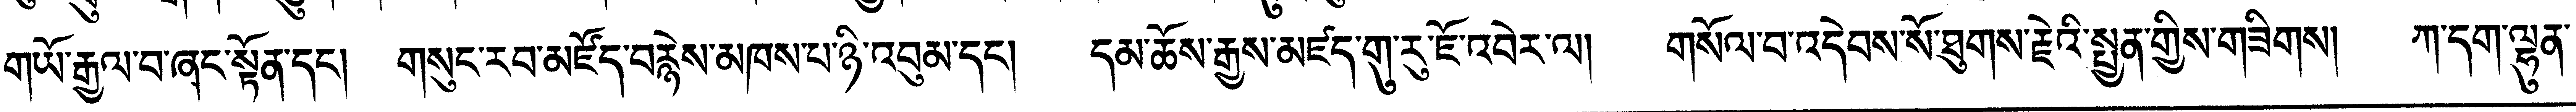 གཡོ་རྒྱལ་བ་ཞང་སྟོན་དང༌། གསུང་རབ་མཛོད་བརྙེས་མཁས་པ་ཉི་འབུམ་དང༌། དམ་ཆོས་རྒྱས་མཛད་གུ་རུ་ཇོ་འབེར་ལ། གསོལ་བ་འདེབས་སོ་ཐུགས་རྗེའི་སྤྱན་གྱིས་གཟིགས། ཀ་དག་ལྷུན་